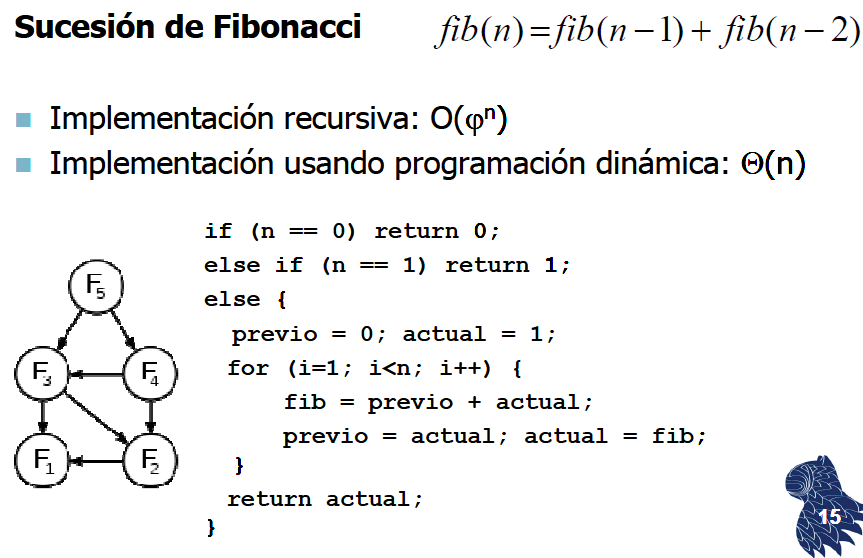 Sucesión de Fibonacci
fib(n)=fib(n−1)+ fib(n−2)
Implementación recursiva: O(φⁿ)
Implementación usando programación dinámica: Θ(n)
if (n == 0) return 0;
else if (n == 1) return 1;
else {
previo = 0; actual = 1;
for (i=1; i<n; i++) {
fib = previo + actual;
previo = actual; actual = fib;
}
return actual;
}
F₅
F₃ F₄
F₁ F₂
15